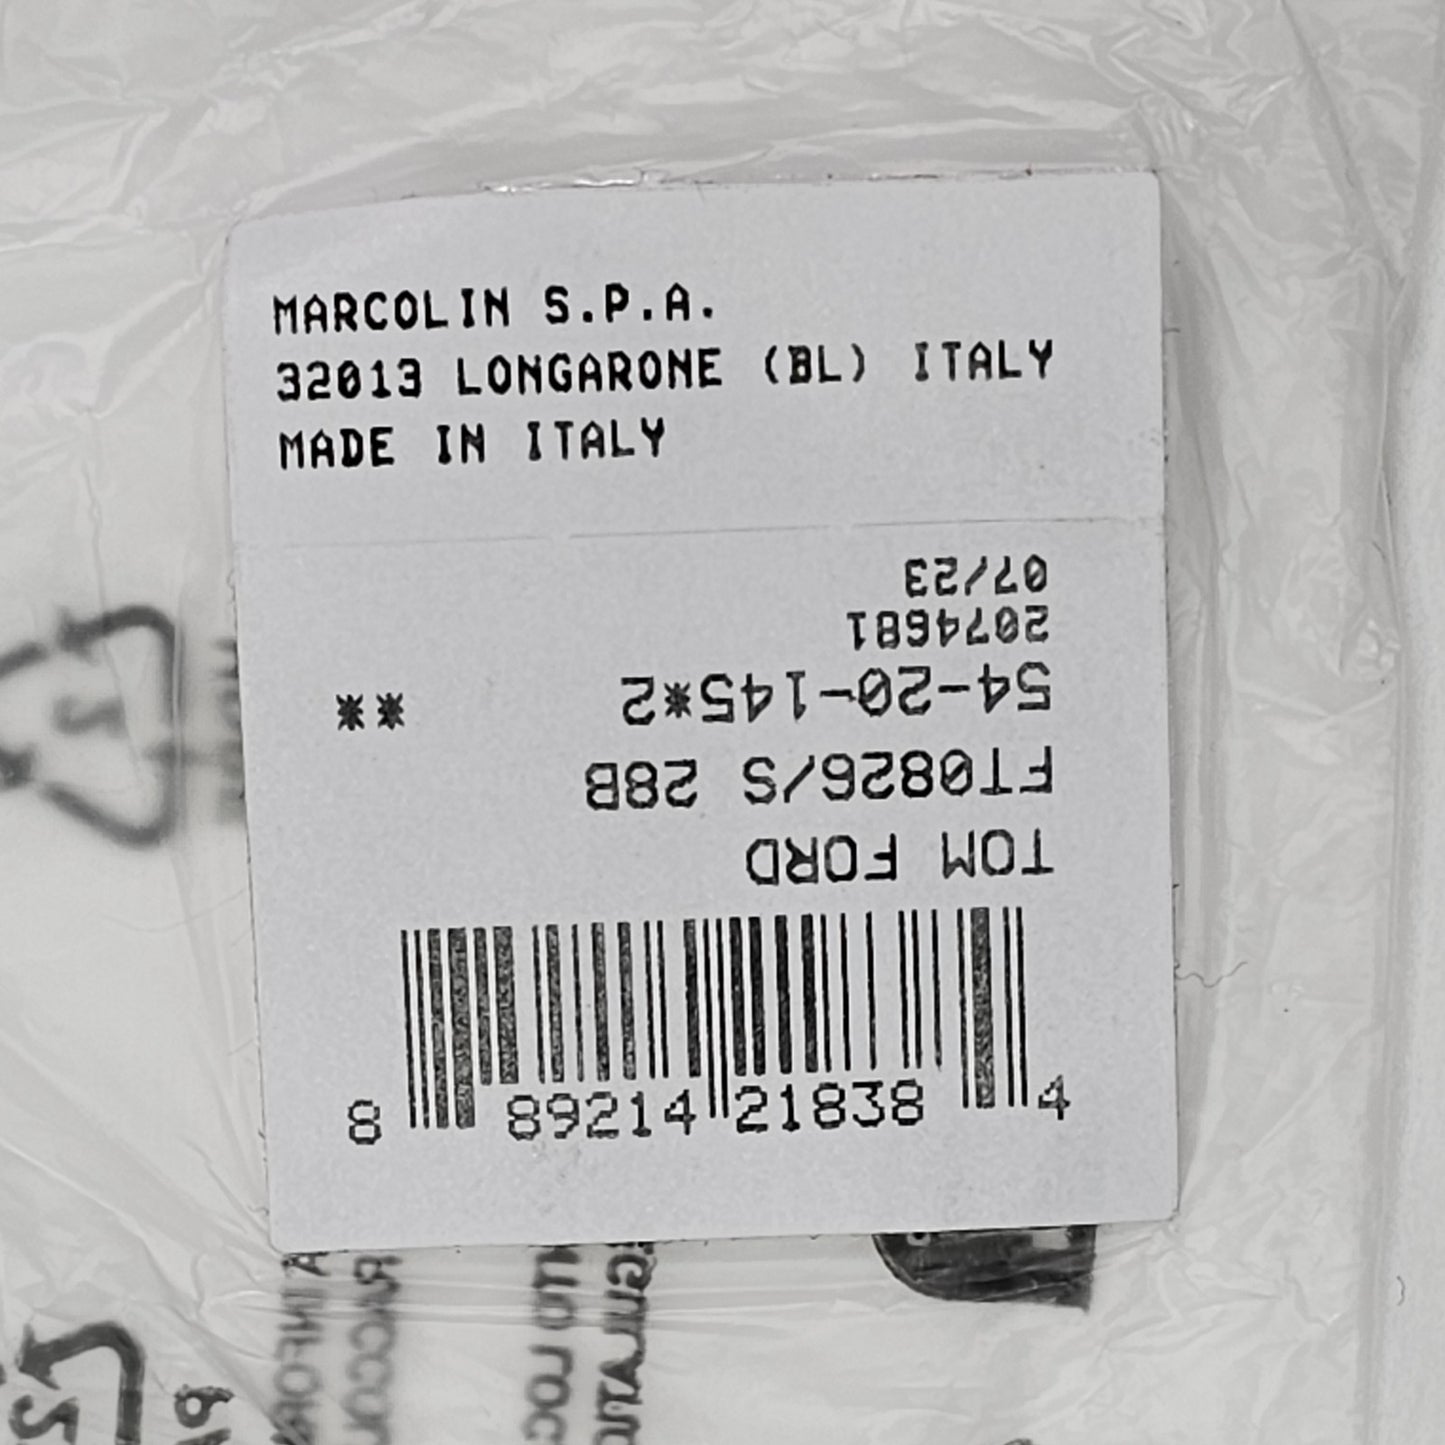 MARCOLIN S.P.A.
32013 LONGARONE (BL) ITALY
MADE IN ITALY
TOM FORD
FT0826/S 28B
54-20-145*2 **
2074681
07/23
8 89214 21838 4